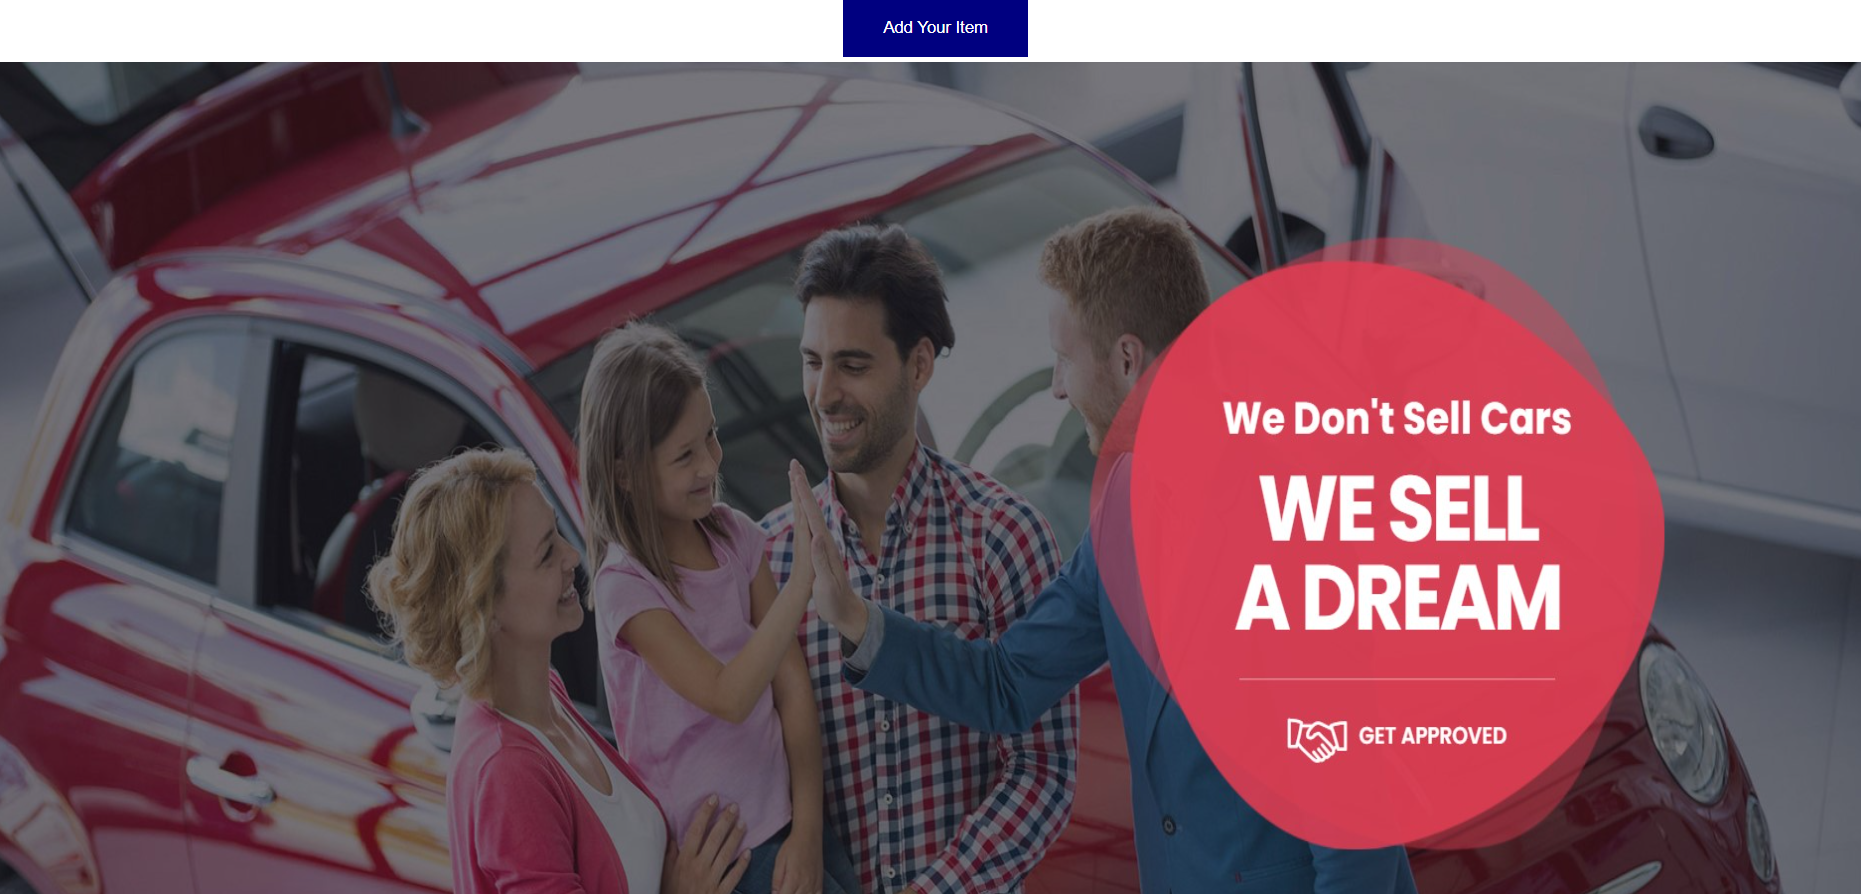 Add Your Item
We Don't Sell Cars
WE SELL
A DREAM
GET APPROVED